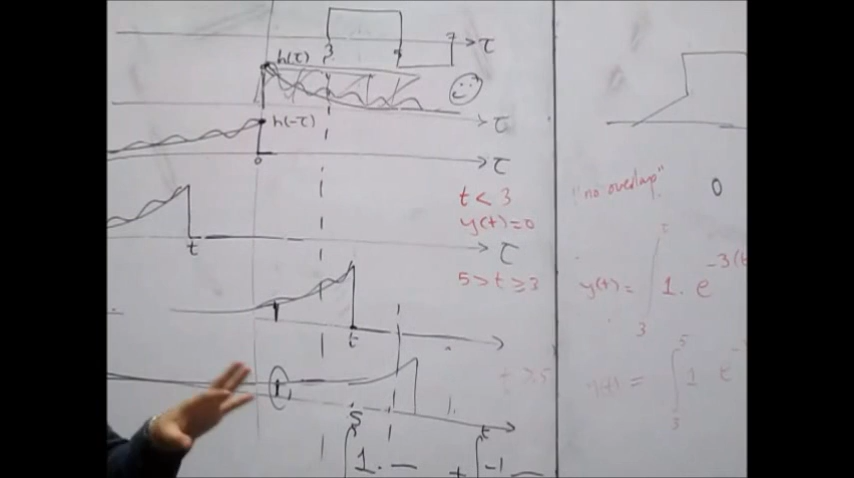 3
7
τ
h(τ)
τ
h(-τ)
0
τ
t < 3
y(t)=0
t
τ
5 > t ≥ 3
t
t ≥ 5
5
t
∫ 1. — + ∫ -1 —
"no overlap" 0
y(t) = ∫ 1. e -3(t
3
= ∫ 1 e
5
3